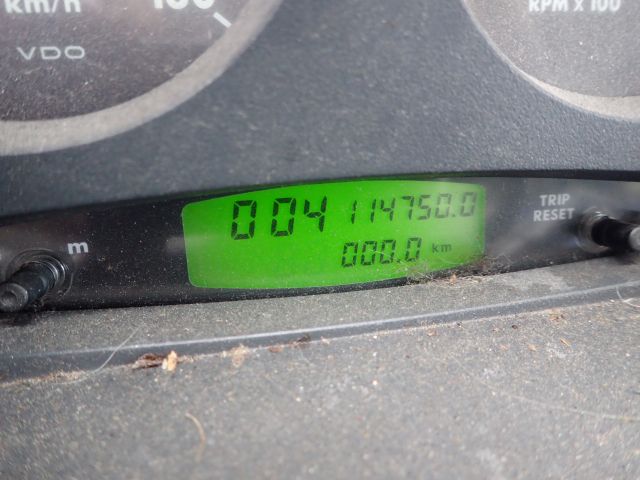 km/h
VDO
RPM x 100
m
004 114750.0
000.0 km
TRIP
RESET